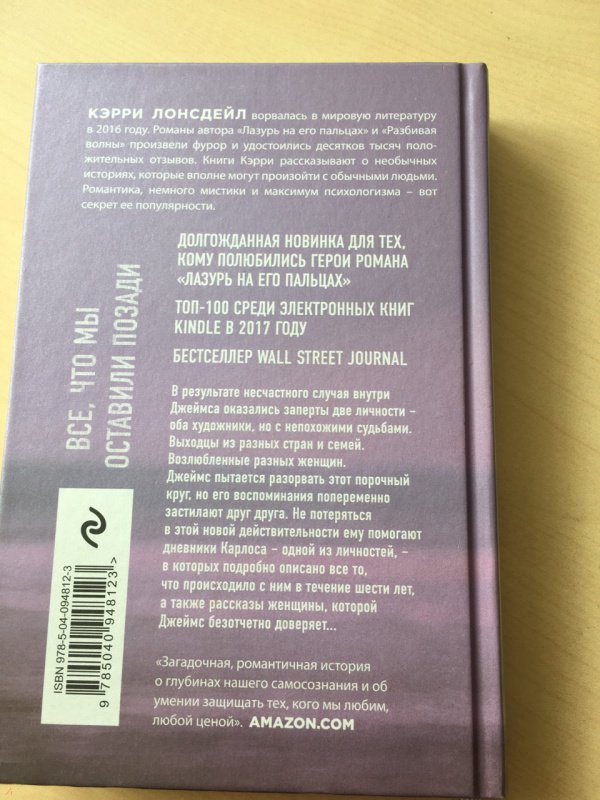 КЭРРИ ЛОНСДЕЙЛ ворвалась в мировую литературу
в 2016 году. Романы автора «Лазурь на его пальцах» и «Разбивая
волны» произвели фурор и удостоились десятков тысяч поло-
жительных отзывов. Книги Кэрри рассказывают о необычных
историях, которые вполне могут произойти с обычными людьми.
Романтика, немного мистики и максимум психологизма – вот
секрет ее популярности.
ДОЛГОЖДАННАЯ НОВИНКА ДЛЯ ТЕХ,
КОМУ ПОЛЮБИЛИСЬ ГЕРОИ РОМАНА
«ЛАЗУРЬ НА ЕГО ПАЛЬЦАХ»
ТОП-100 СРЕДИ ЭЛЕКТРОННЫХ КНИГ
KINDLE В 2017 ГОДУ
БЕСТСЕЛЛЕР WALL STREET JOURNAL
ВСЕ, ЧТО МЫ
ОСТАВИЛИ ПОЗАДИ
В результате несчастного случая внутри
Джеймса оказались заперты две личности –
оба художники, но с непохожими судьбами.
Выходцы из разных стран и семей.
Возлюбленные разных женщин.
Джеймс пытается разорвать этот порочный
круг, но его воспоминания попеременно
застилают друг друга. Не потеряться
в этой новой действительности ему помогают
дневники Карлоса – одной из личностей, –
в которых подробно описано все то,
что происходило с ним в течение шести лет,
а также рассказы женщины, которой
Джеймс безотчетно доверяет...
«Загадочная, романтичная история
о глубинах нашего самосознания и об
умении защищать тех, кого мы любим,
любой ценой». AMAZON.COM
ISBN 978-5-04-094812-3
9 785040 948123>